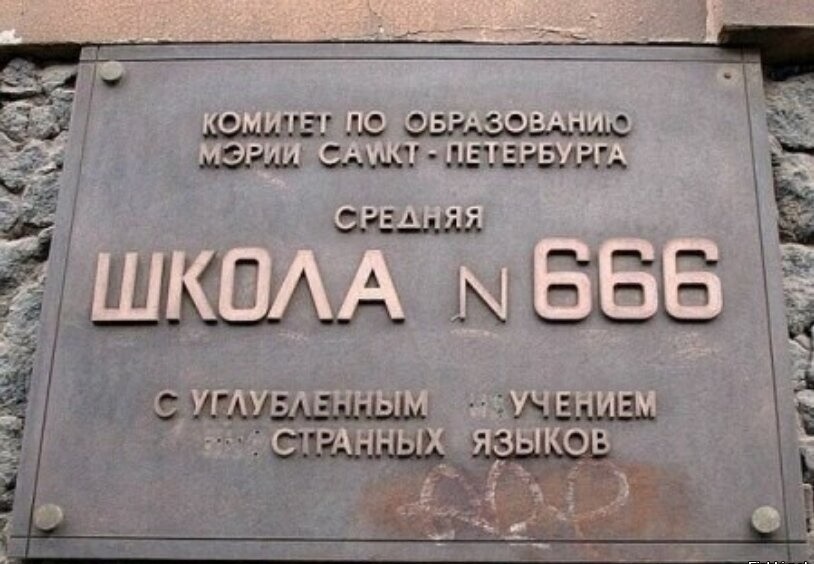 КОМИТЕТ ПО ОБРАЗОВАНИЮ
МЭРИИ САНКТ-ПЕТЕРБУРГА
СРЕДНЯЯ
ШКОЛА N 666
С УГЛУБЛЕННЫМ УЧЕНИЕМ
СТРАННЫХ ЯЗЫКОВ